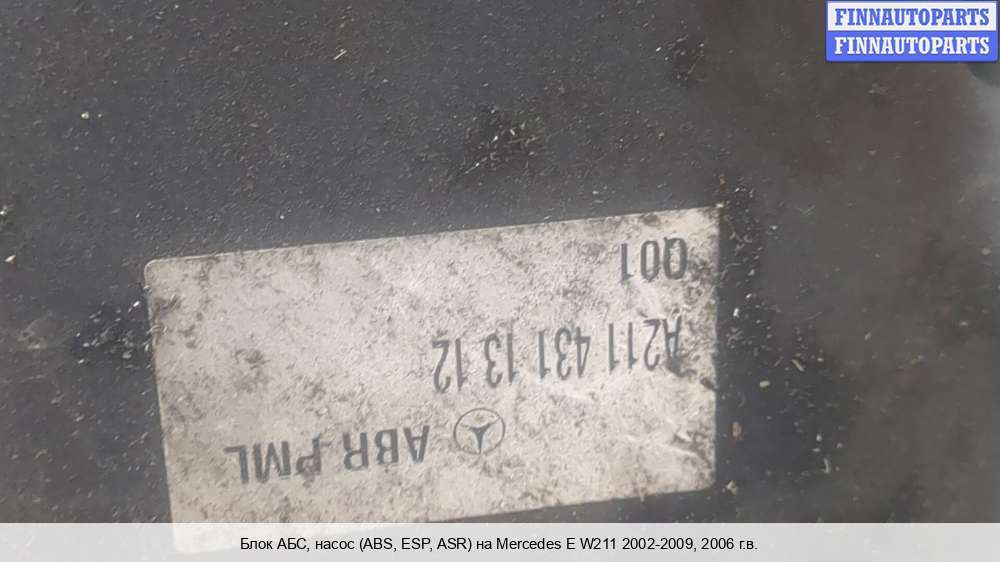 FINNAUTOPARTS
FINNAUTOPARTS
ABR PML
A211 431 13 12
Q01
Блок АБС, насос (ABS, ESP, ASR) на Mercedes E W211 2002-2009, 2006 г.в.